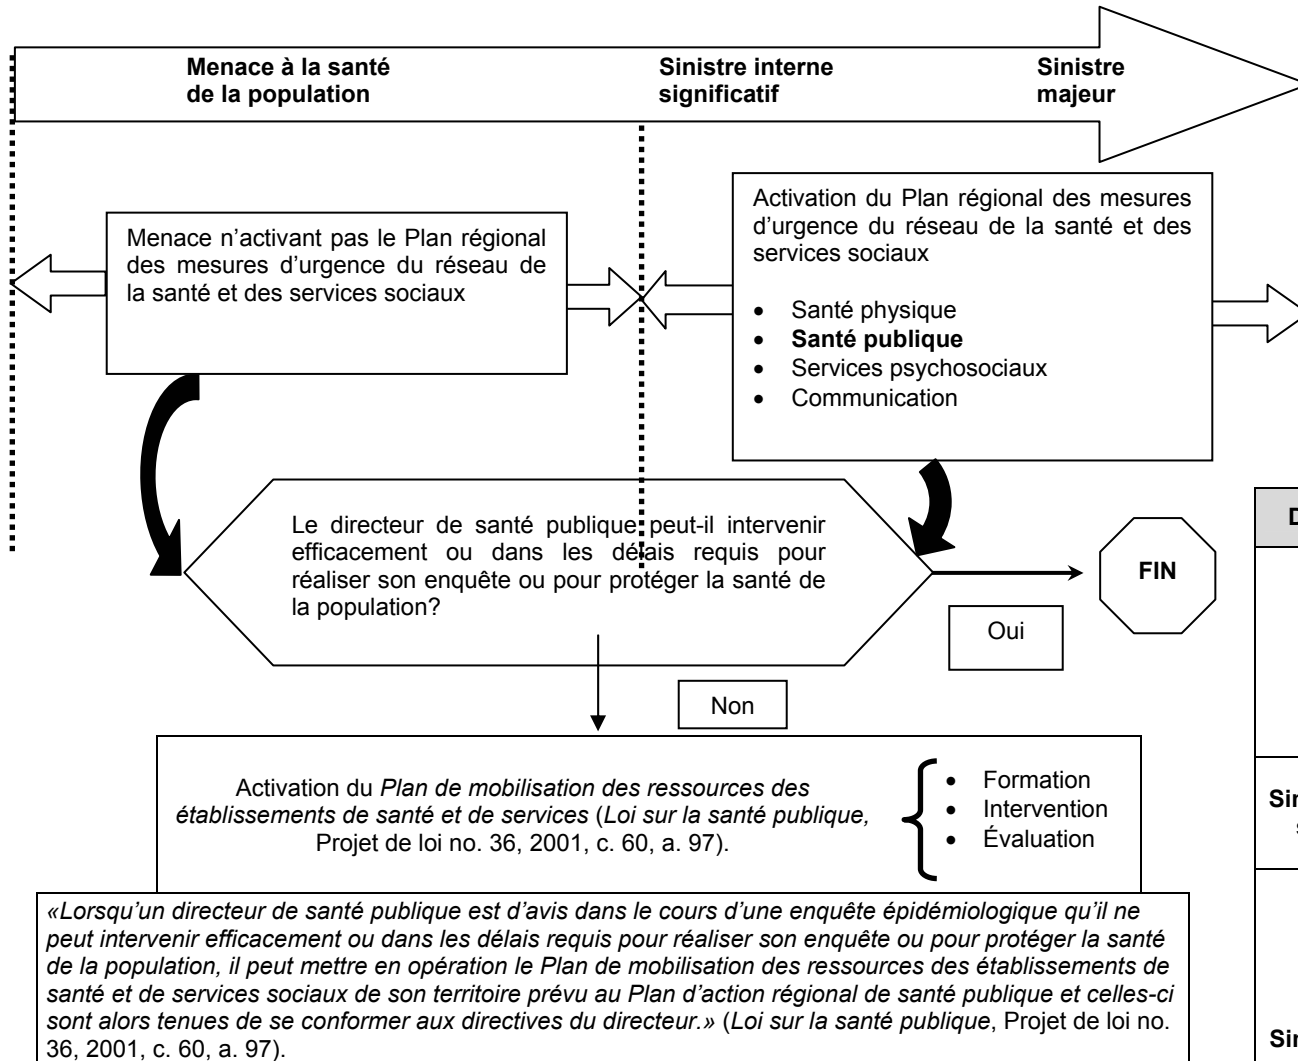 Menace à la santé
de la population
Sinistre interne
significatif
Sinistre
majeur
Menace n’activant pas le Plan régional
des mesures d’urgence du réseau de
la santé et des services sociaux
Activation du Plan régional des mesures
d’urgence du réseau de la santé et des
services sociaux
• Santé physique
• Santé publique
• Services psychosociaux
• Communication
Le directeur de santé publique peut-il intervenir
efficacement ou dans les délais requis pour
réaliser son enquête ou pour protéger la santé de
la population?
FIN
Oui
Non
Activation du Plan de mobilisation des ressources des
établissements de santé et de services (Loi sur la santé publique,
Projet de loi no. 36, 2001, c. 60, a. 97).
• Formation
• Intervention
• Évaluation
«Lorsqu’un directeur de santé publique est d’avis dans le cours d’une enquête épidémiologique qu’il ne
peut intervenir efficacement ou dans les délais requis pour réaliser son enquête ou pour protéger la santé
de la population, il peut mettre en opération le Plan de mobilisation des ressources des établissements de
santé et de services sociaux de son territoire prévu au Plan d’action régional de santé publique et celles-ci
sont alors tenues de se conformer aux directives du directeur.» (Loi sur la santé publique, Projet de loi no.
36, 2001, c. 60, a. 97).